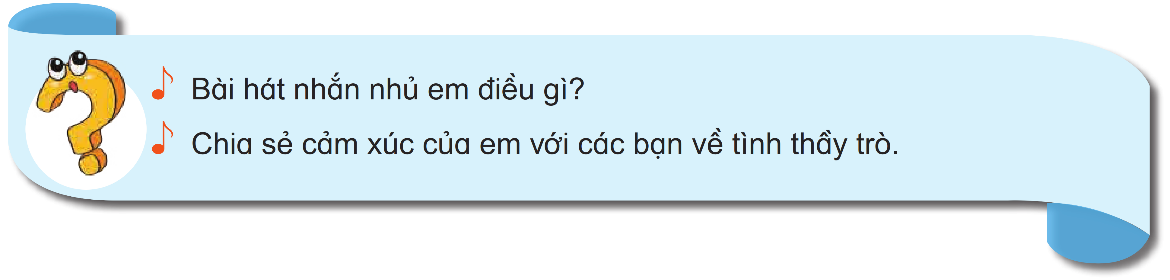 Bài hát nhắn nhủ em điều gì?
Chia sẻ cảm xúc của em với các bạn về tình thầy trò.